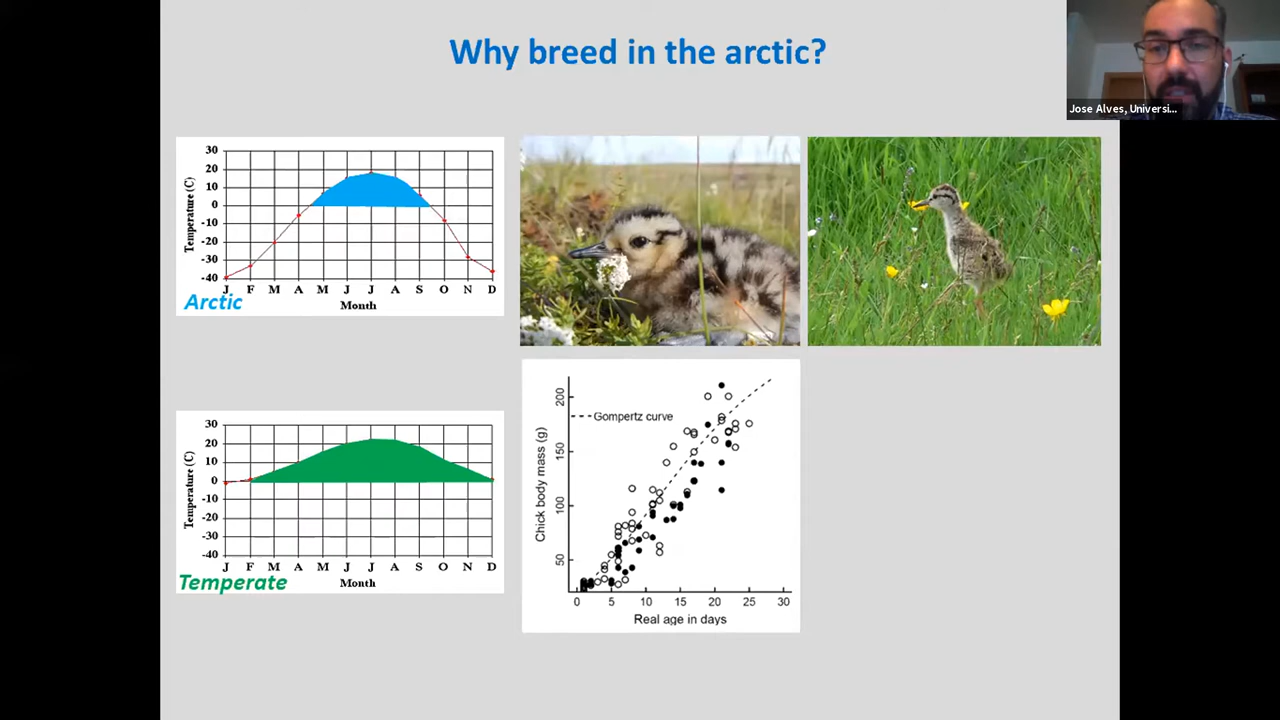 Why breed in the arctic?
Jose Alves, Universi...
30
20
10
0
-10
-20
-30
-40
Temperature (C)
J F M A M J J A S O N D
Month
Arctic
30
20
10
0
-10
-20
-30
-40
Temperature (C)
J F M A M J J A S O N D
Month
Temperate
Gompertz curve
200
150
100
50
Chick body mass (g)
0 5 10 15 20 25 30
Real age in days